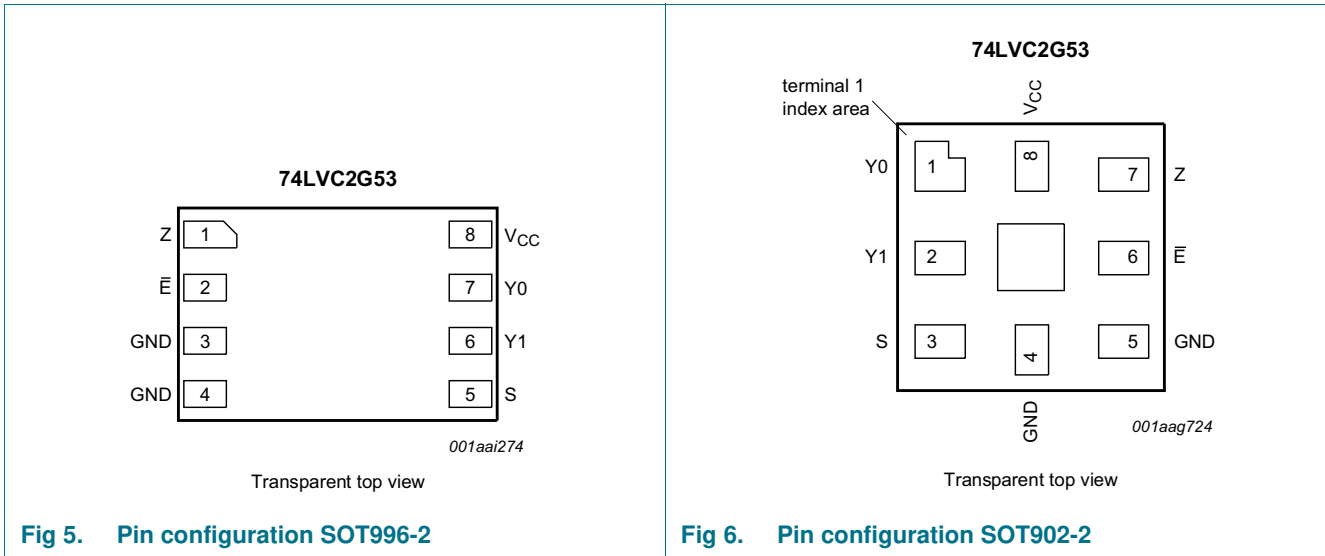 74LVC2G53
Z 1 8 VCC
Ē 2 7 Y0
GND 3 6 Y1
GND 4 5 S
001aai274
Transparent top view
Fig 5. Pin configuration SOT996-2
74LVC2G53
terminal 1
index area
VCC
Y0 1 8 7 Z
Y1 2 6 Ē
S 3 4 5 GND
GND
001aag724
Transparent top view
Fig 6. Pin configuration SOT902-2